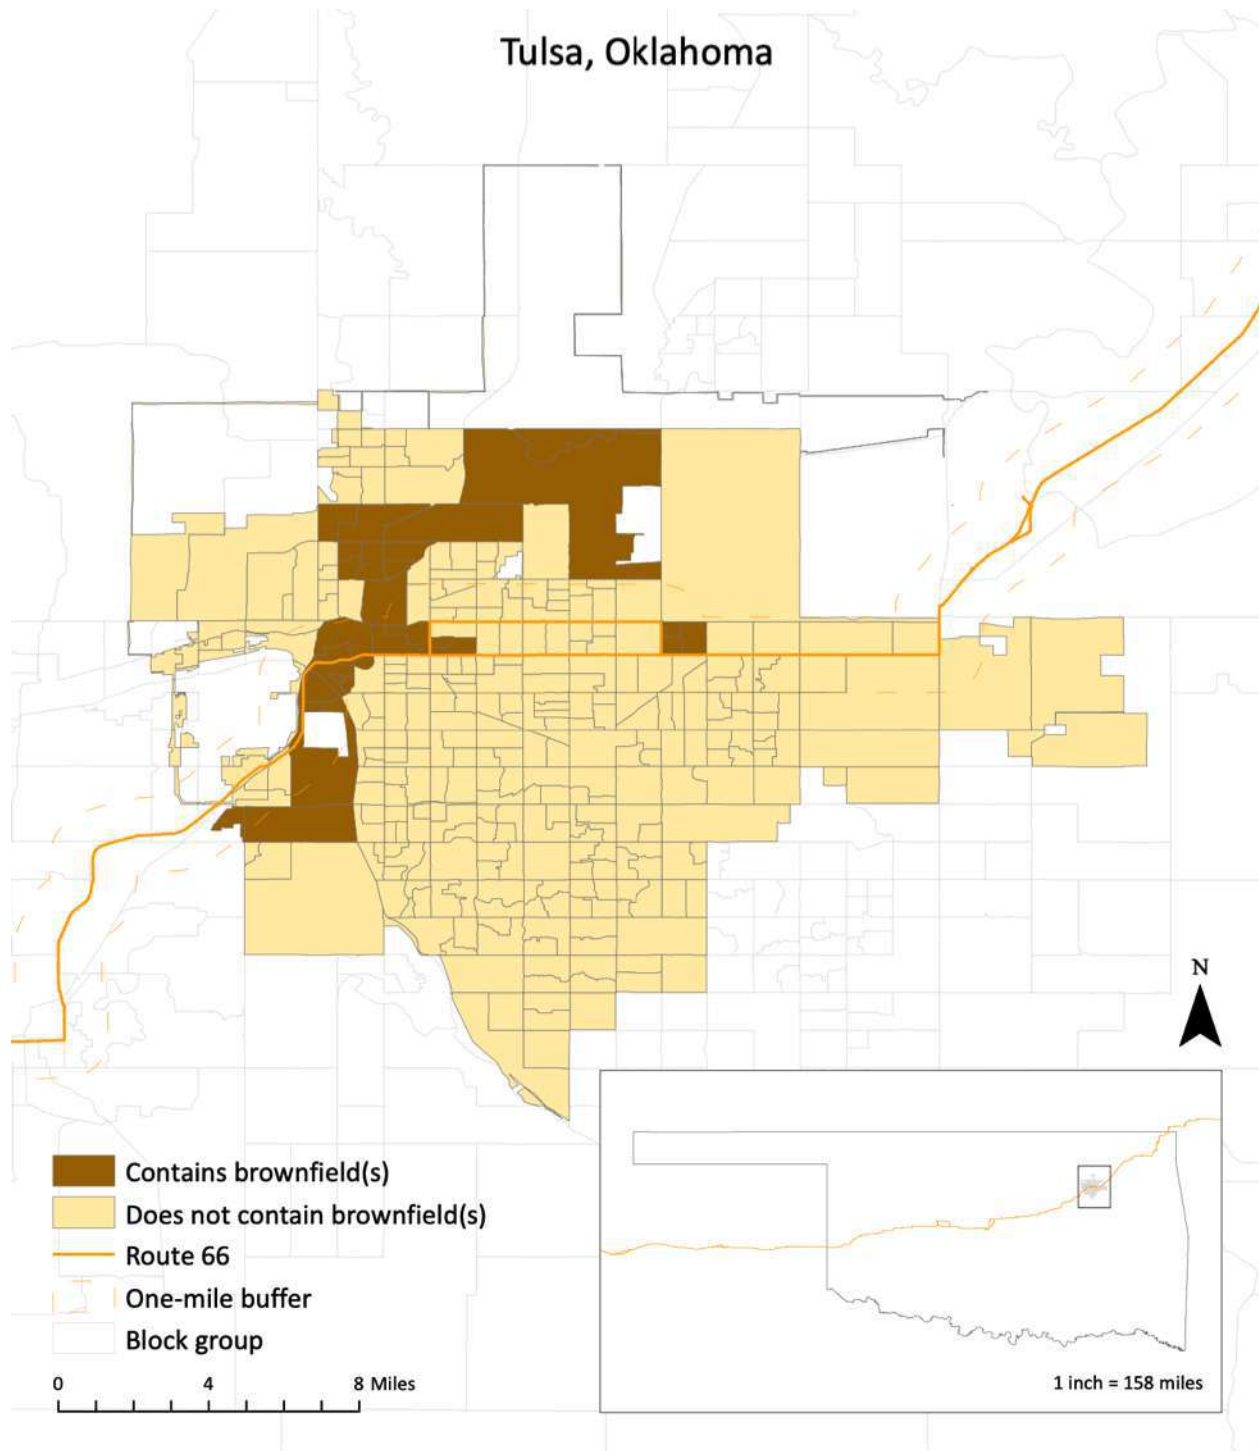 Tulsa, Oklahoma
N
Contains brownfield(s)
Does not contain brownfield(s)
Route 66
One-mile buffer
Block group
0 4 8 Miles
1 inch = 158 miles